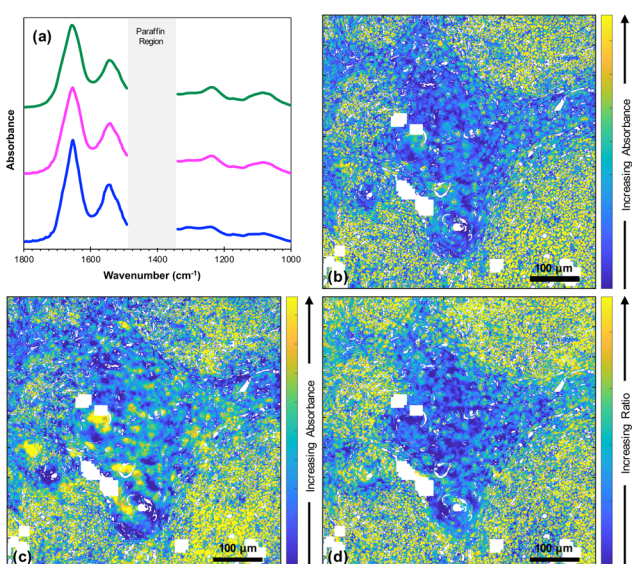 (a)
Paraffin
Region
Absorbance
1800
1600
1400
1200
1000
Wavenumber (cm⁻¹)
(b)
100 µm
Increasing Absorbance
(c)
100 µm
Increasing Absorbance
(d)
100 µm
Increasing Ratio